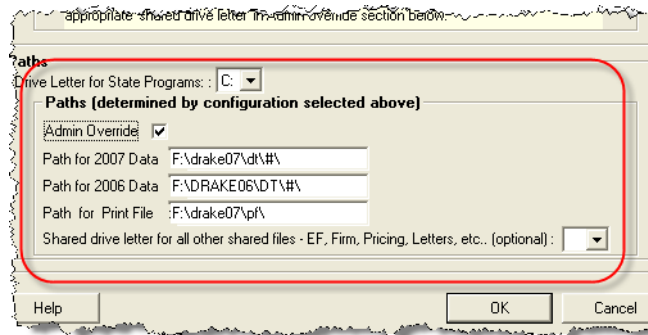 appropriate shared drive letter in Admin override section below.
Paths
Drive Letter for State Programs: : C:
Paths (determined by configuration selected above)
Admin Override
Path for 2007 Data F:\drake07\dt\#\
Path for 2006 Data F:\DRAKE06\DT\#\
Path for Print File :F:\drake07\pf\
Shared drive letter for all other shared files - EF, Firm, Pricing, Letters, etc.. (optional) :
Help OK Cancel